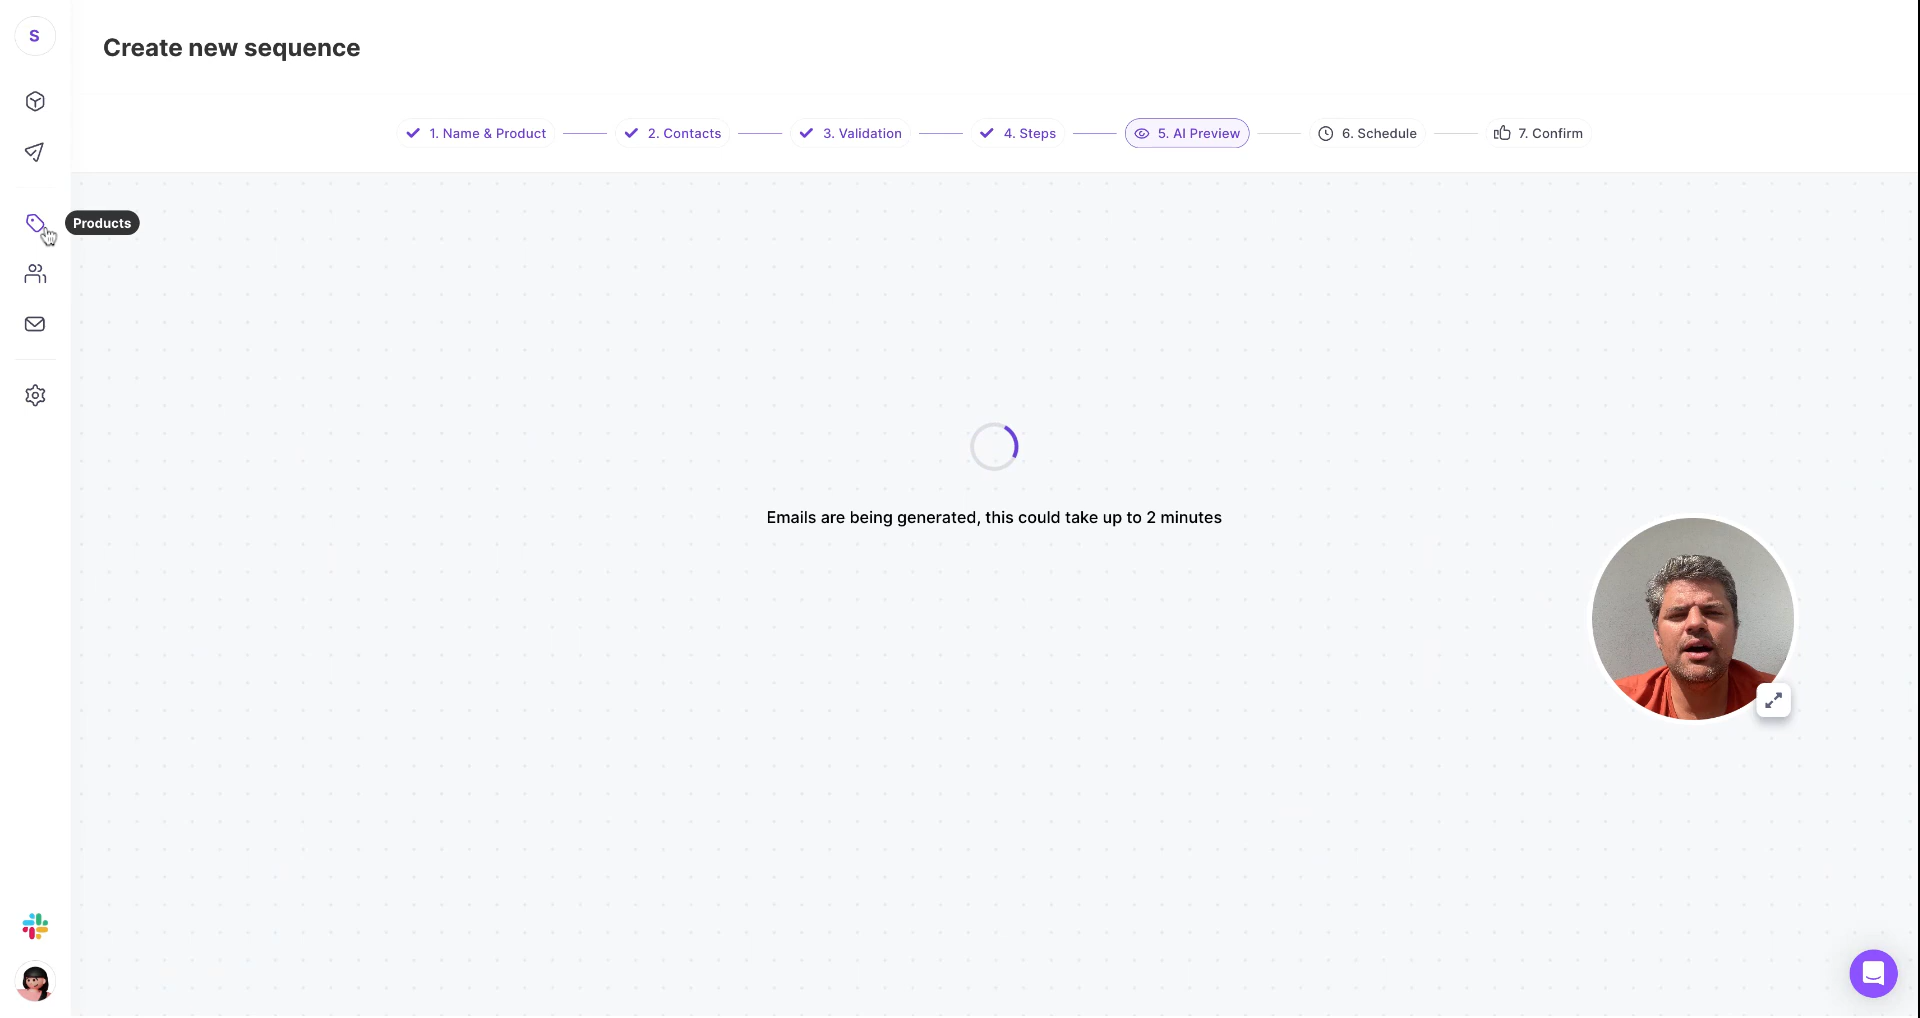 S
Create new sequence
1. Name & Product
2. Contacts
3. Validation
4. Steps
5. AI Preview
6. Schedule
7. Confirm
Products
Emails are being generated, this could take up to 2 minutes